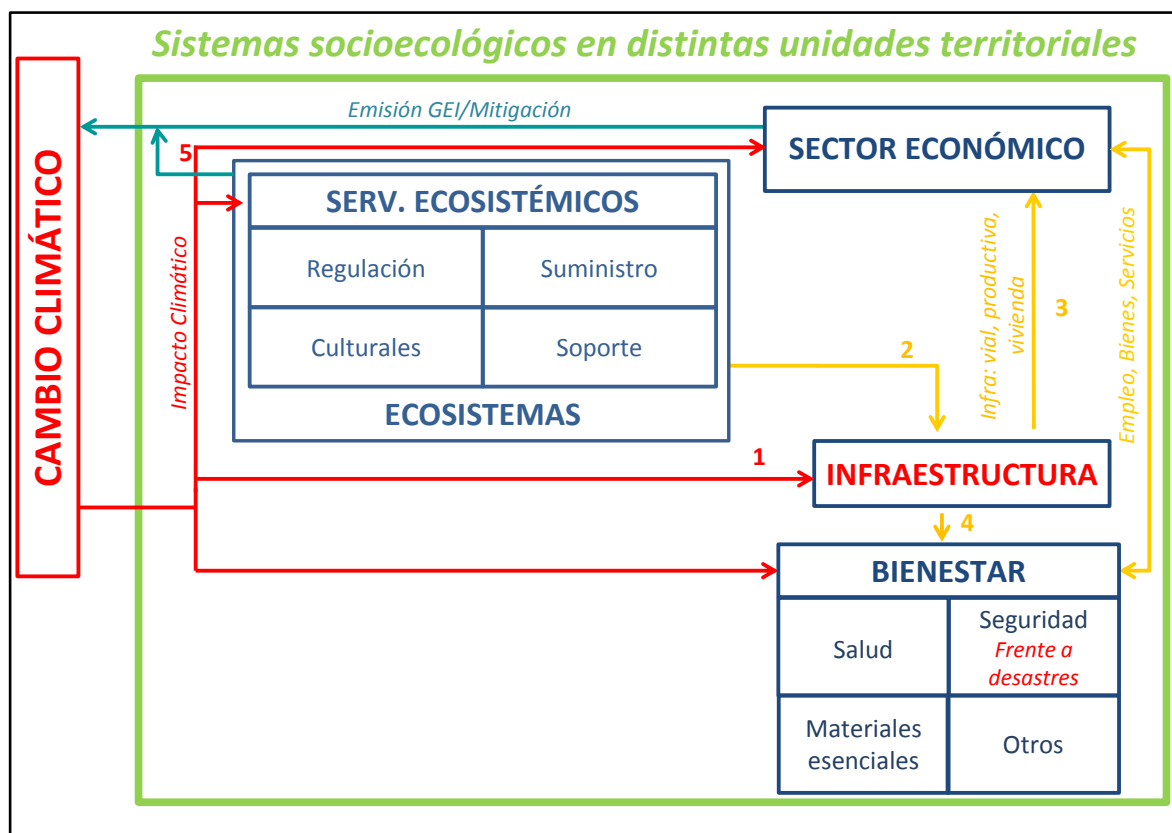 Sistemas socioecológicos en distintas unidades territoriales
CAMBIO CLIMÁTICO
Emisión GEI/Mitigación
5
Impacto Climático
SECTOR ECONÓMICO
SERV. ECOSISTÉMICOS
Regulación
Suministro
Culturales
Soporte
ECOSISTEMAS
2
Infra: vial, productiva,
vivienda
3
Empleo, Bienes, Servicios
1
INFRAESTRUCTURA
4
BIENESTAR
Salud
Seguridad
Frente a
desastres
Materiales
esenciales
Otros